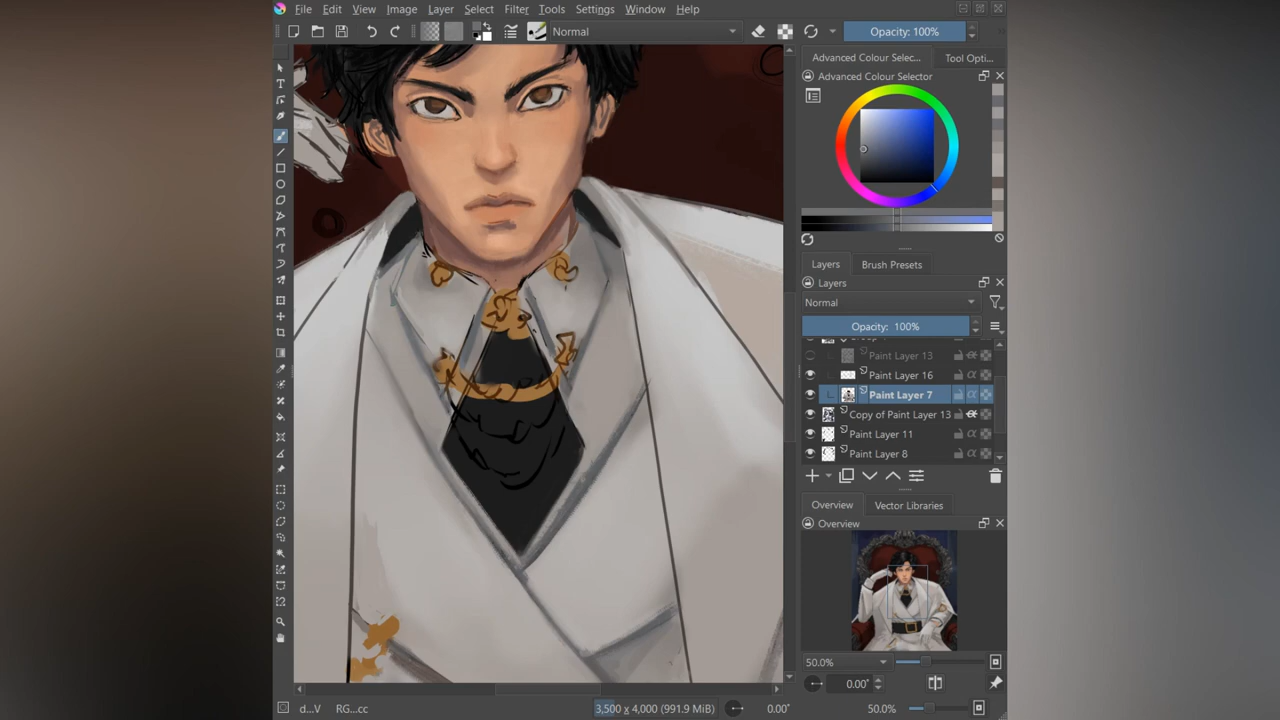 File Edit View Image Layer Select Filter Tools Settings Window Help
Normal Opacity: 100%
Advanced Colour Selec... Tool Opti...
Advanced Colour Selector
Layers Brush Presets
Layers
Normal
Opacity: 100%
Paint Layer 13
Paint Layer 16
Paint Layer 7
Copy of Paint Layer 13
Paint Layer 11
Paint Layer 8
Overview Vector Libraries
Overview
50.0%
0.00°
d...V RG...cc 3,500 x 4,000 (991.9 MiB) 0.00° 50.0%